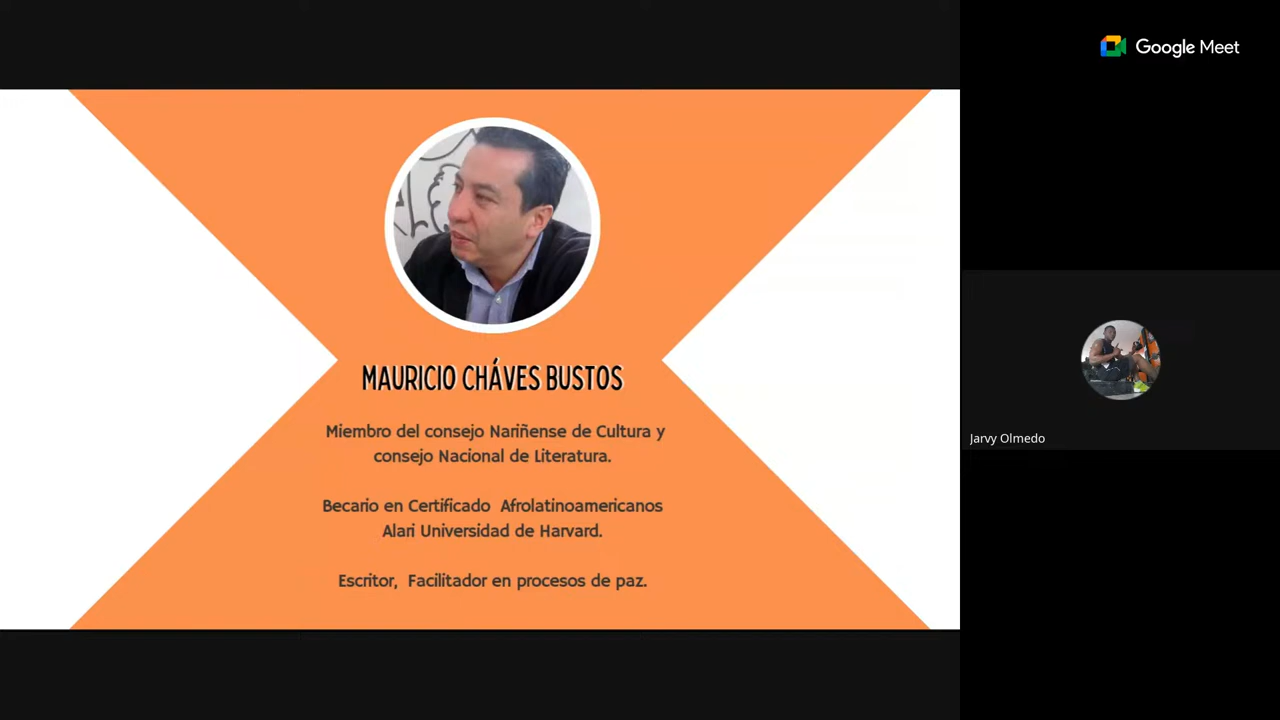 Google Meet
MAURICIO CHÁVES BUSTOS
Miembro del consejo Nariñense de Cultura y
consejo Nacional de Literatura.
Becario en Certificado Afrolatinoamericanos
Alari Universidad de Harvard.
Escritor, Facilitador en procesos de paz.
Jarvy Olmedo